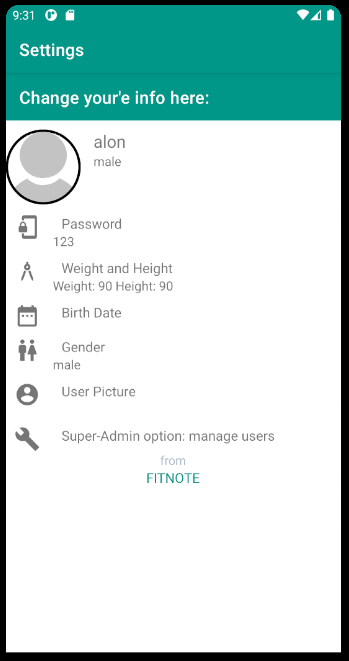 9:31
Settings
Change your'e info here:
alon
male
Password
123
Weight and Height
Weight: 90 Height: 90
Birth Date
Gender
male
User Picture
Super-Admin option: manage users
from
FITNOTE